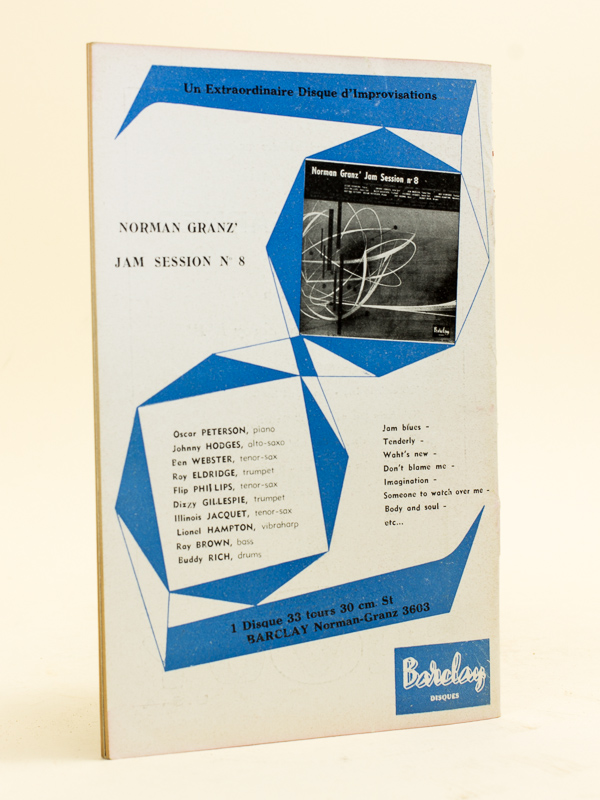 Un Extraordinaire Disque d'Improvisations
Norman Granz' Jam Session n° 8
Barclay
NORMAN GRANZ'
JAM SESSION N° 8
Oscar PETERSON, piano
Johnny HODGES, alto-saxo
Ben WEBSTER, tenor-sax
Roy ELDRIDGE, trumpet
Flip PHILLIPS, tenor-sax
Dizzy GILLESPIE, trumpet
Illinois JACQUET, tenor-sax
Lionel HAMPTON, vibraharp
Ray BROWN, bass
Buddy RICH, drums
Jam blues -
Tenderly -
Waht's new -
Don't blame me -
Imagination -
Someone to watch over me -
Body and soul -
etc...
1 Disque 33 tours 30 cm St
BARCLAY Norman-Granz 3603
Barclay
DISQUES